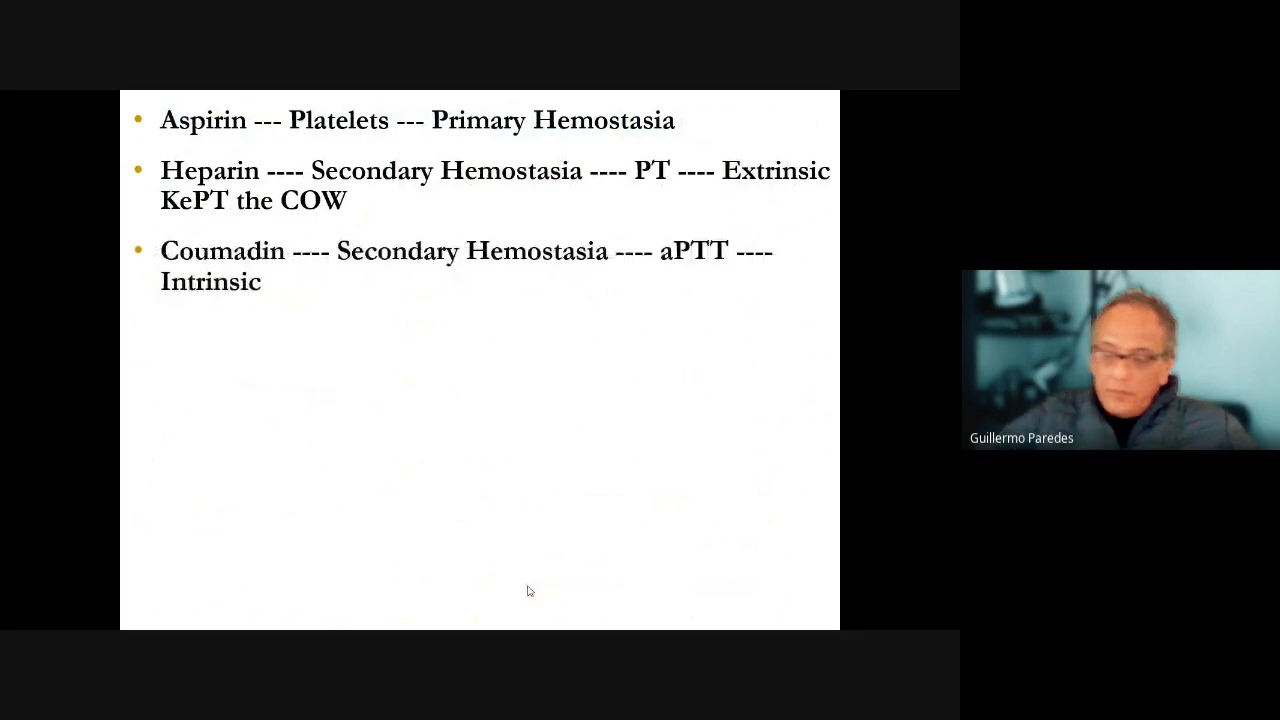 • Aspirin --- Platelets --- Primary Hemostasia
• Heparin ---- Secondary Hemostasia ---- PT ---- Extrinsic
KePT the COW
• Coumadin ---- Secondary Hemostasia ---- aPTT ----
Intrinsic
Guillermo Paredes